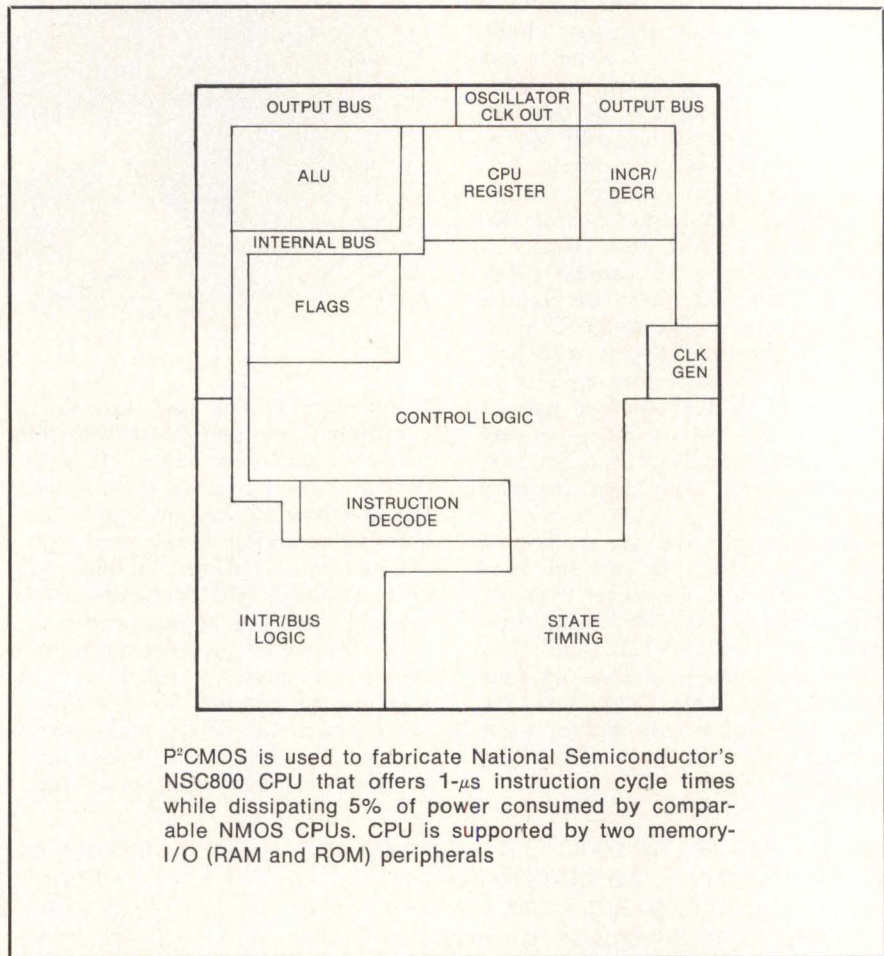 OUTPUT BUS
OSCILLATOR
CLK OUT
OUTPUT BUS
ALU
CPU
REGISTER
INCR/
DECR
INTERNAL BUS
FLAGS
CLK
GEN
CONTROL LOGIC
INSTRUCTION
DECODE
INTR/BUS
LOGIC
STATE
TIMING
P²CMOS is used to fabricate National Semiconductor's
NSC800 CPU that offers 1-μs instruction cycle times
while dissipating 5% of power consumed by compar-
able NMOS CPUs. CPU is supported by two memory-
I/O (RAM and ROM) peripherals